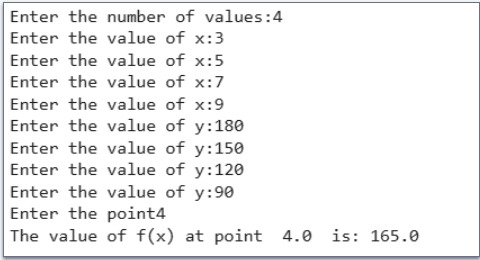 Enter the number of values:4
Enter the value of x:3
Enter the value of x:5
Enter the value of x:7
Enter the value of x:9
Enter the value of y:180
Enter the value of y:150
Enter the value of y:120
Enter the value of y:90
Enter the point4
The value of f(x) at point  4.0  is: 165.0